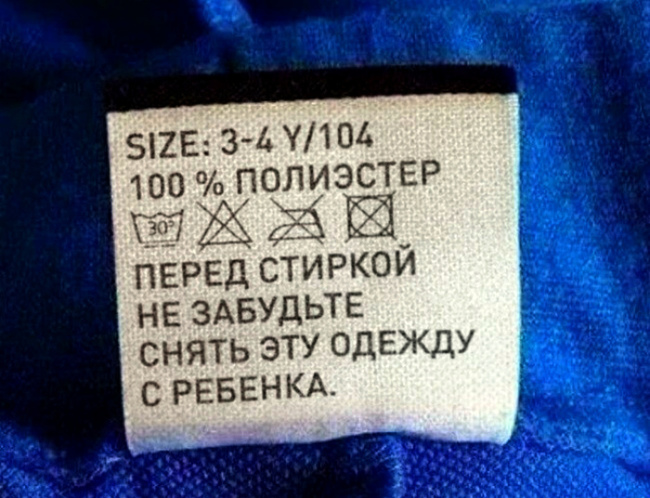 SIZE: 3-4 Y/104
100 % ПОЛИЭСТЕР
30°
ПЕРЕД СТИРКОЙ
НЕ ЗАБУДЬТЕ
СНЯТЬ ЭТУ ОДЕЖДУ
С РЕБЕНКА.